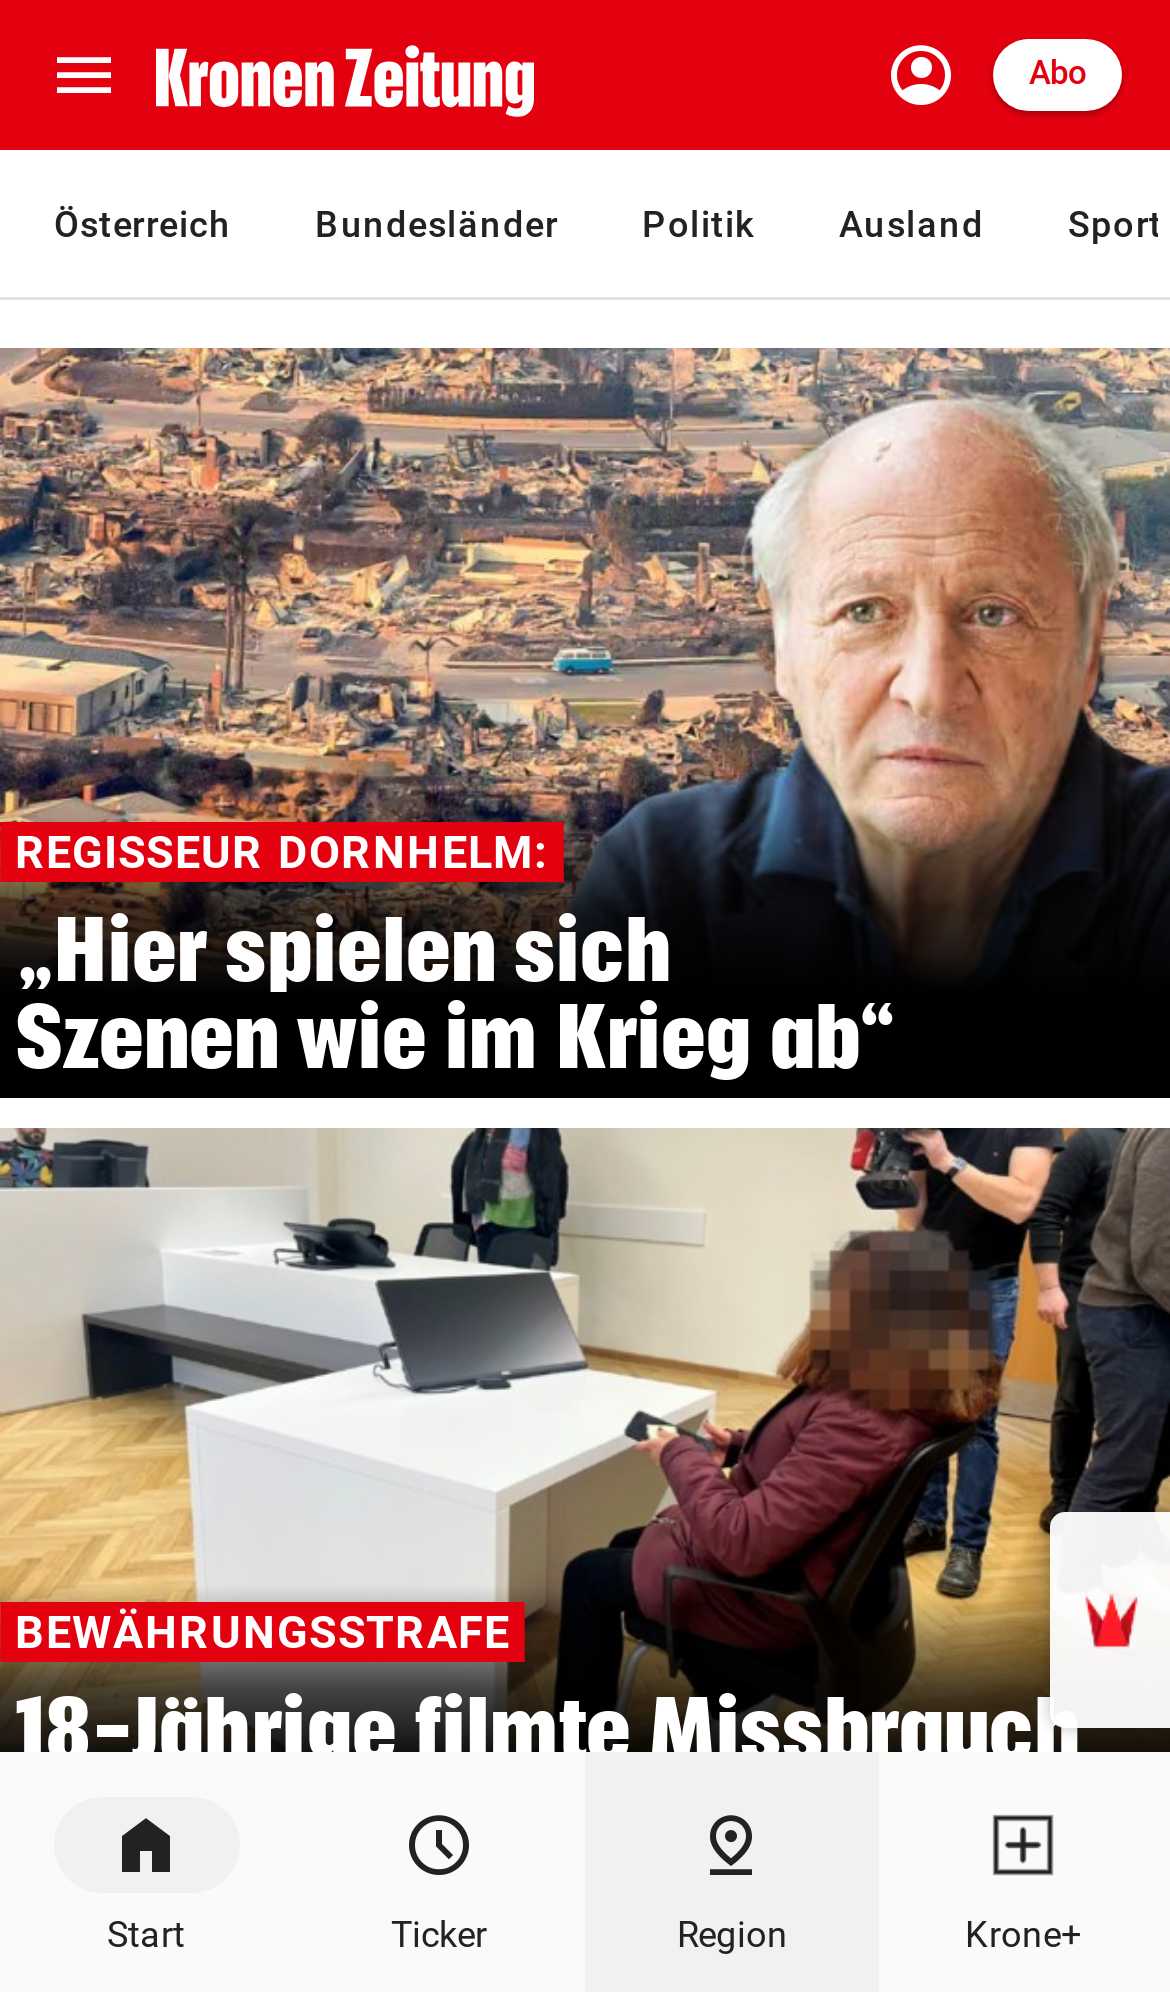 Kronen Zeitung
Abo
Österreich Bundesländer Politik Ausland Sport
REGISSEUR DORNHELM:
„Hier spielen sich
Szenen wie im Krieg ab“
BEWÄHRUNGSSTRAFE
18-Jährige filmte Missbrauch
Start Ticker Region Krone+